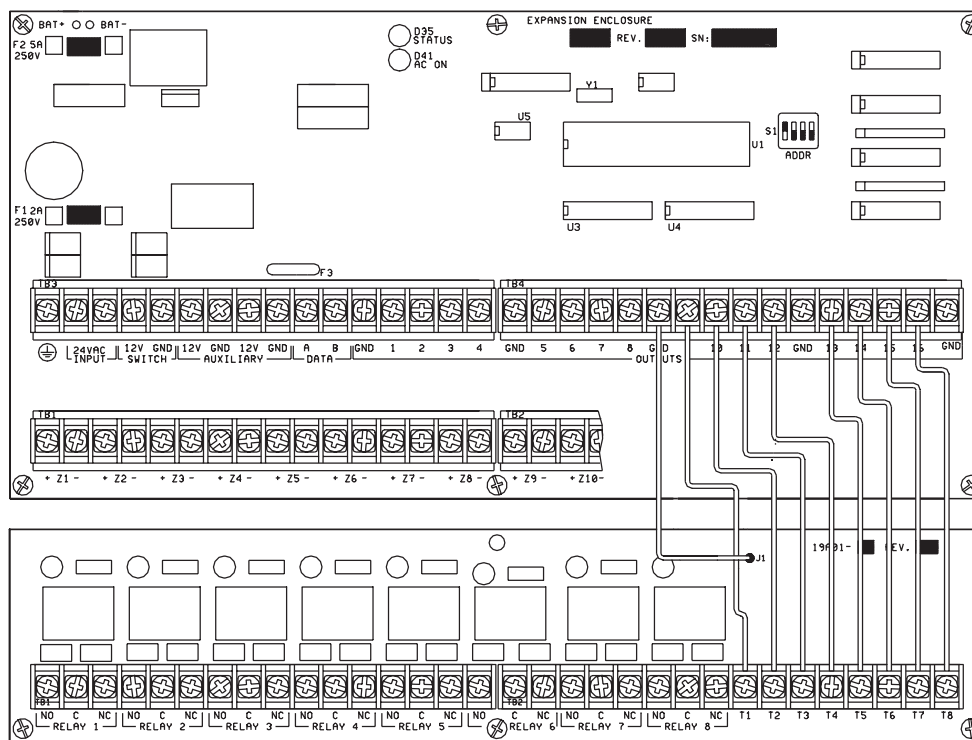 BAT+ BAT-
EXPANSION ENCLOSURE
D35
STATUS
REV. SN:
F2 5A
250V
D41
AC ON
Y1
U5
S1
U1
ADDR
F1 2A
250V
U3 U4
F3
TB3 TB4
24VAC 12V GND 12V GND 12V GND A B GND 1 2 3 4 GND 5 6 7 8 GND 10 11 12 GND 13 14 15 16 GND
INPUT SWITCH AUXILIARY DATA OUTPUTS
TB1 TB2
+ Z1 - + Z2 - + Z3 - + Z4 - + Z5 - + Z6 - + Z7 - + Z8 - + Z9 - + Z10-
19A01- REV.
J1
TB1 TB2
NO C NC NO C NC NO C NC NO C NC NO C NC NO C NC NO C NC NO C NC T1 T2 T3 T4 T5 T6 T7 T8
RELAY 1 RELAY 2 RELAY 3 RELAY 4 RELAY 5 RELAY 6 RELAY 7 RELAY 8